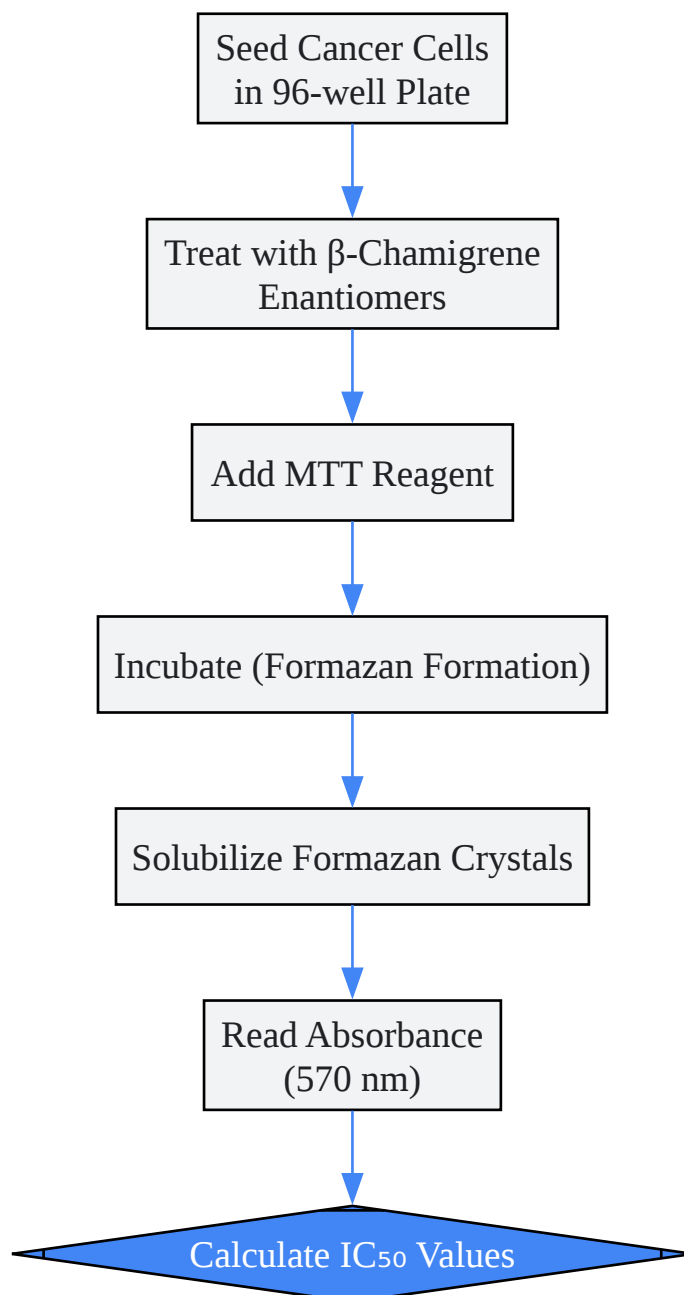 Seed Cancer Cells
in 96-well Plate
Treat with β-Chamigrene
Enantiomers
Add MTT Reagent
Incubate (Formazan Formation)
Solubilize Formazan Crystals
Read Absorbance
(570 nm)
Calculate IC₅₀ Values